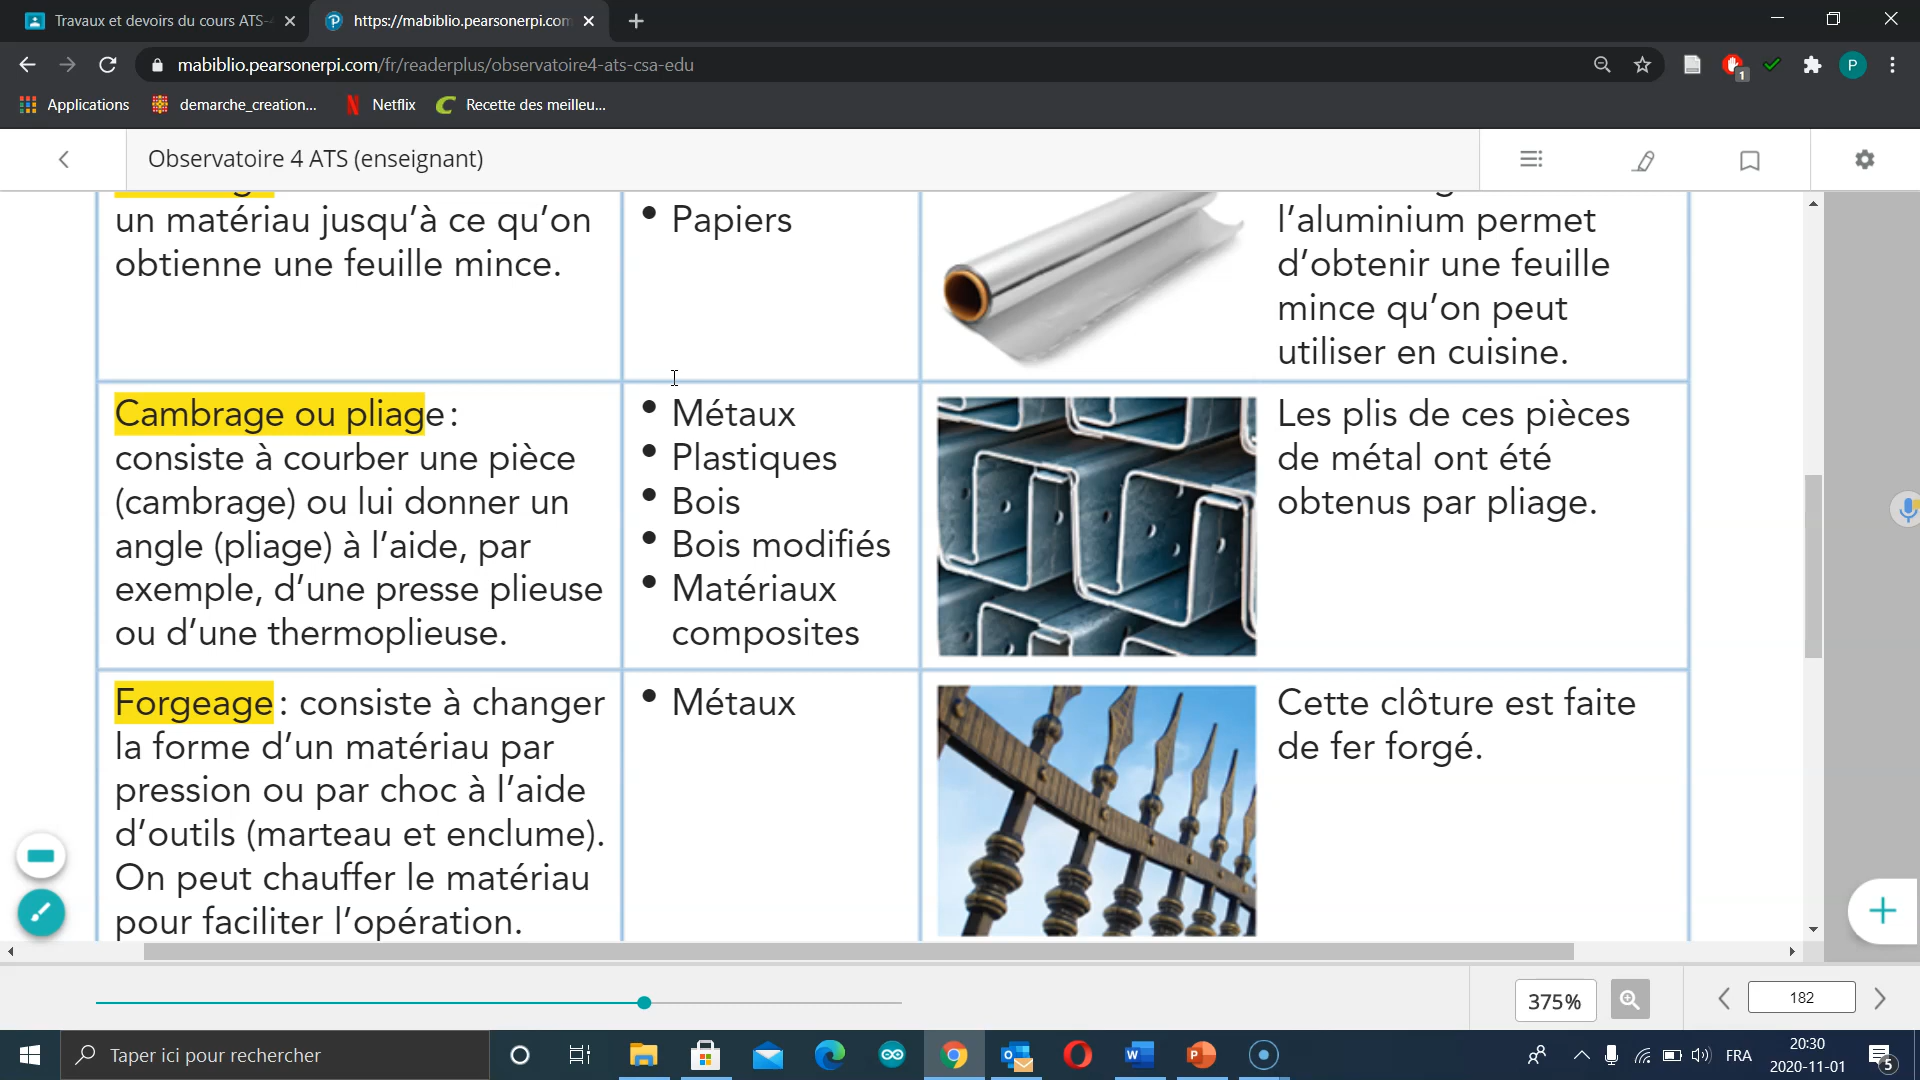 Travaux et devoirs du cours ATS-
https://mabiblio.pearsonerpi.com
mabiblio.pearsonerpi.com/fr/readerplus/observatoire4-ats-csa-edu
1
P
Applications
demarche_creation...
Netflix
Recette des meilleu...
Observatoire 4 ATS (enseignant)
un matériau jusqu'à ce qu'on
obtienne une feuille mince.
• Papiers
l'aluminium permet
d'obtenir une feuille
mince qu'on peut
utiliser en cuisine.
Cambrage ou pliage :
consiste à courber une pièce
(cambrage) ou lui donner un
angle (pliage) à l'aide, par
exemple, d'une presse plieuse
ou d'une thermoplieuse.
• Métaux
• Plastiques
• Bois
• Bois modifiés
• Matériaux
composites
Les plis de ces pièces
de métal ont été
obtenus par pliage.
Forgeage : consiste à changer
la forme d'un matériau par
pression ou par choc à l'aide
d'outils (marteau et enclume).
On peut chauffer le matériau
pour faciliter l'opération.
• Métaux
Cette clôture est faite
de fer forgé.
375%
182
Taper ici pour rechercher
FRA
20:30
2020-11-01
5